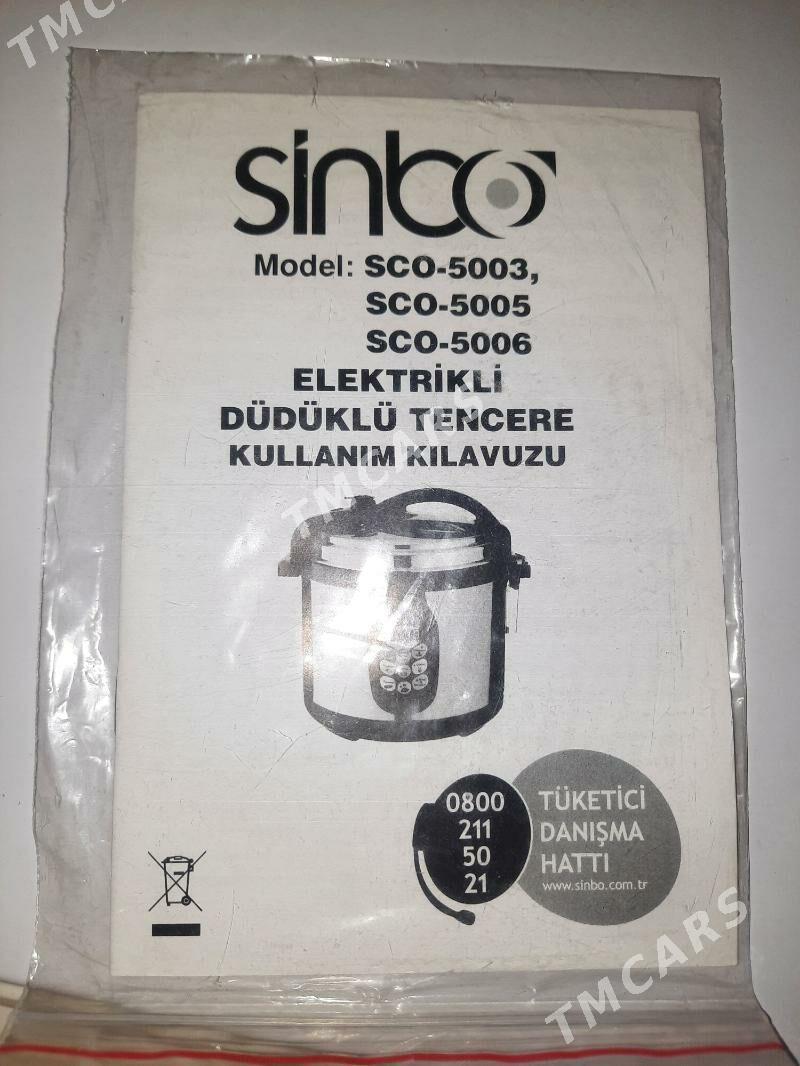 TMCARS
sinbo
Model: SCO-5003,
SCO-5005
SCO-5006
ELEKTRİKLİ
DÜDÜKLÜ TENCERE
KULLANIM KILAVUZU
TMCARS
0800
211
50
21
TÜKETİCİ
DANIŞMA
HATTI
www.sinbo.com.tr
TMCARS